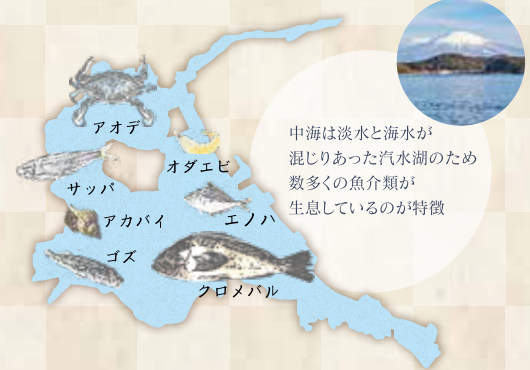 アオデ
オダエビ
サッパ
アカバイ
エノハ
ゴズ
クロメバル
中海は淡水と海水が
混じりあった汽水湖のため
数多くの魚介類が
生息しているのが特徴